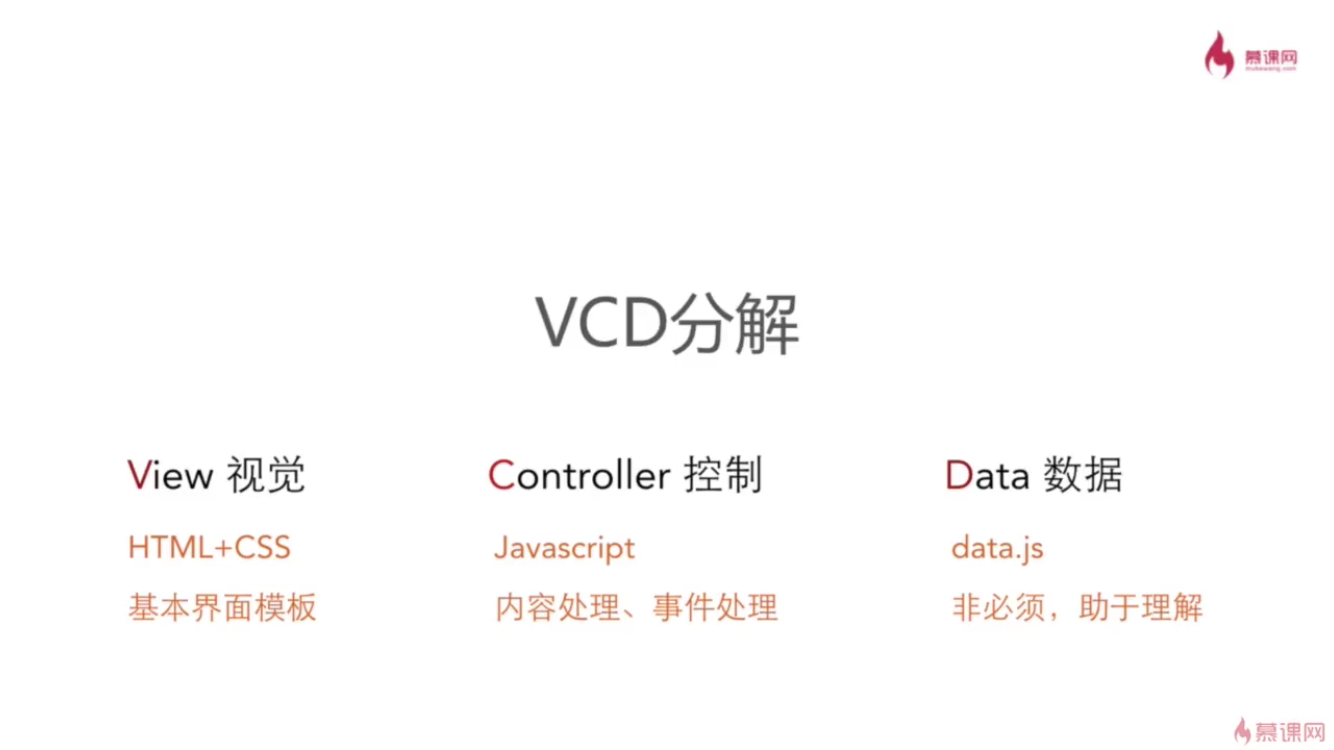 慕课网
mukewang.com
VCD分解
View 视觉
Controller 控制
Data 数据
HTML+CSS
Javascript
data.js
基本界面模板
内容处理、事件处理
非必须，助于理解
慕课网